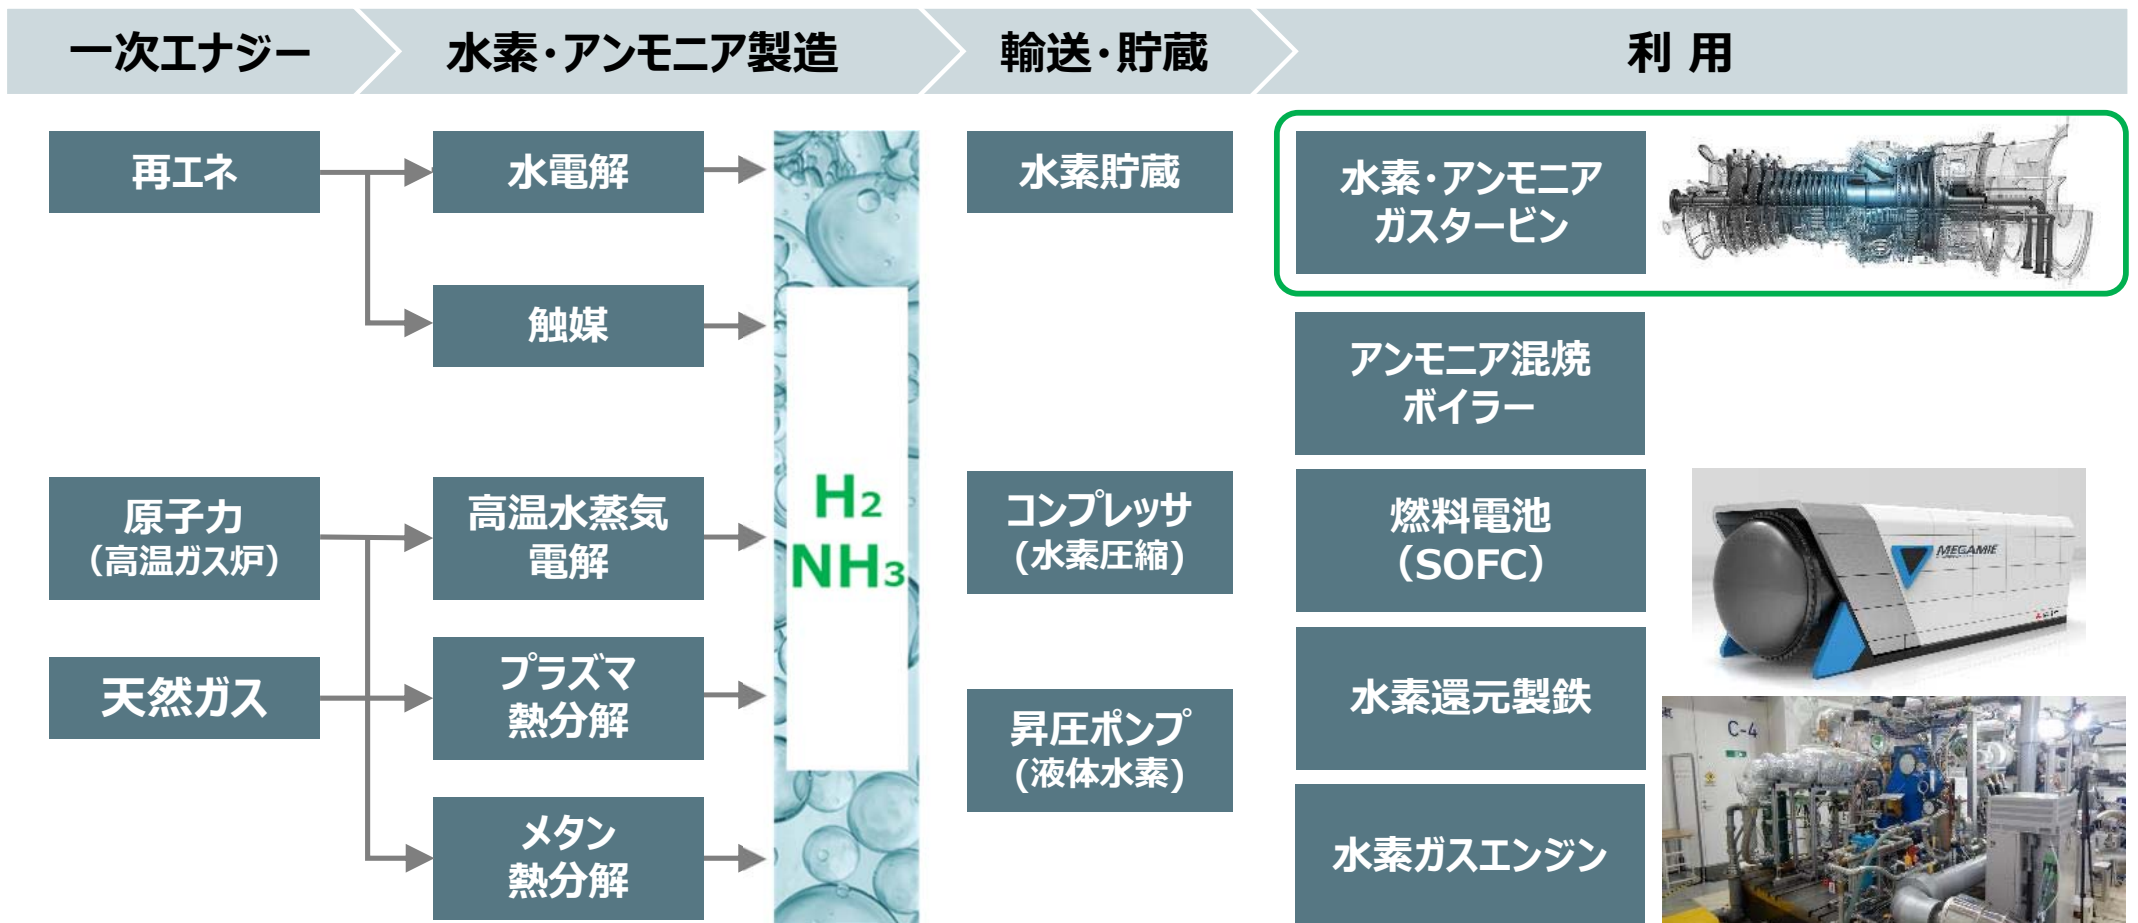 一次エナジー
水素・アンモニア製造
輸送・貯蔵
利 用
再エネ
水電解
触媒
原子力
（高温ガス炉）
天然ガス
高温水蒸気
電解
プラズマ
熱分解
メタン
熱分解
H2
NH3
水素貯蔵
コンプレッサ
(水素圧縮)
昇圧ポンプ
(液体水素)
水素・アンモニア
ガスタービン
アンモニア混焼
ボイラー
燃料電池
（SOFC）
MEGAMIE
水素還元製鉄
C-4
水素ガスエンジン